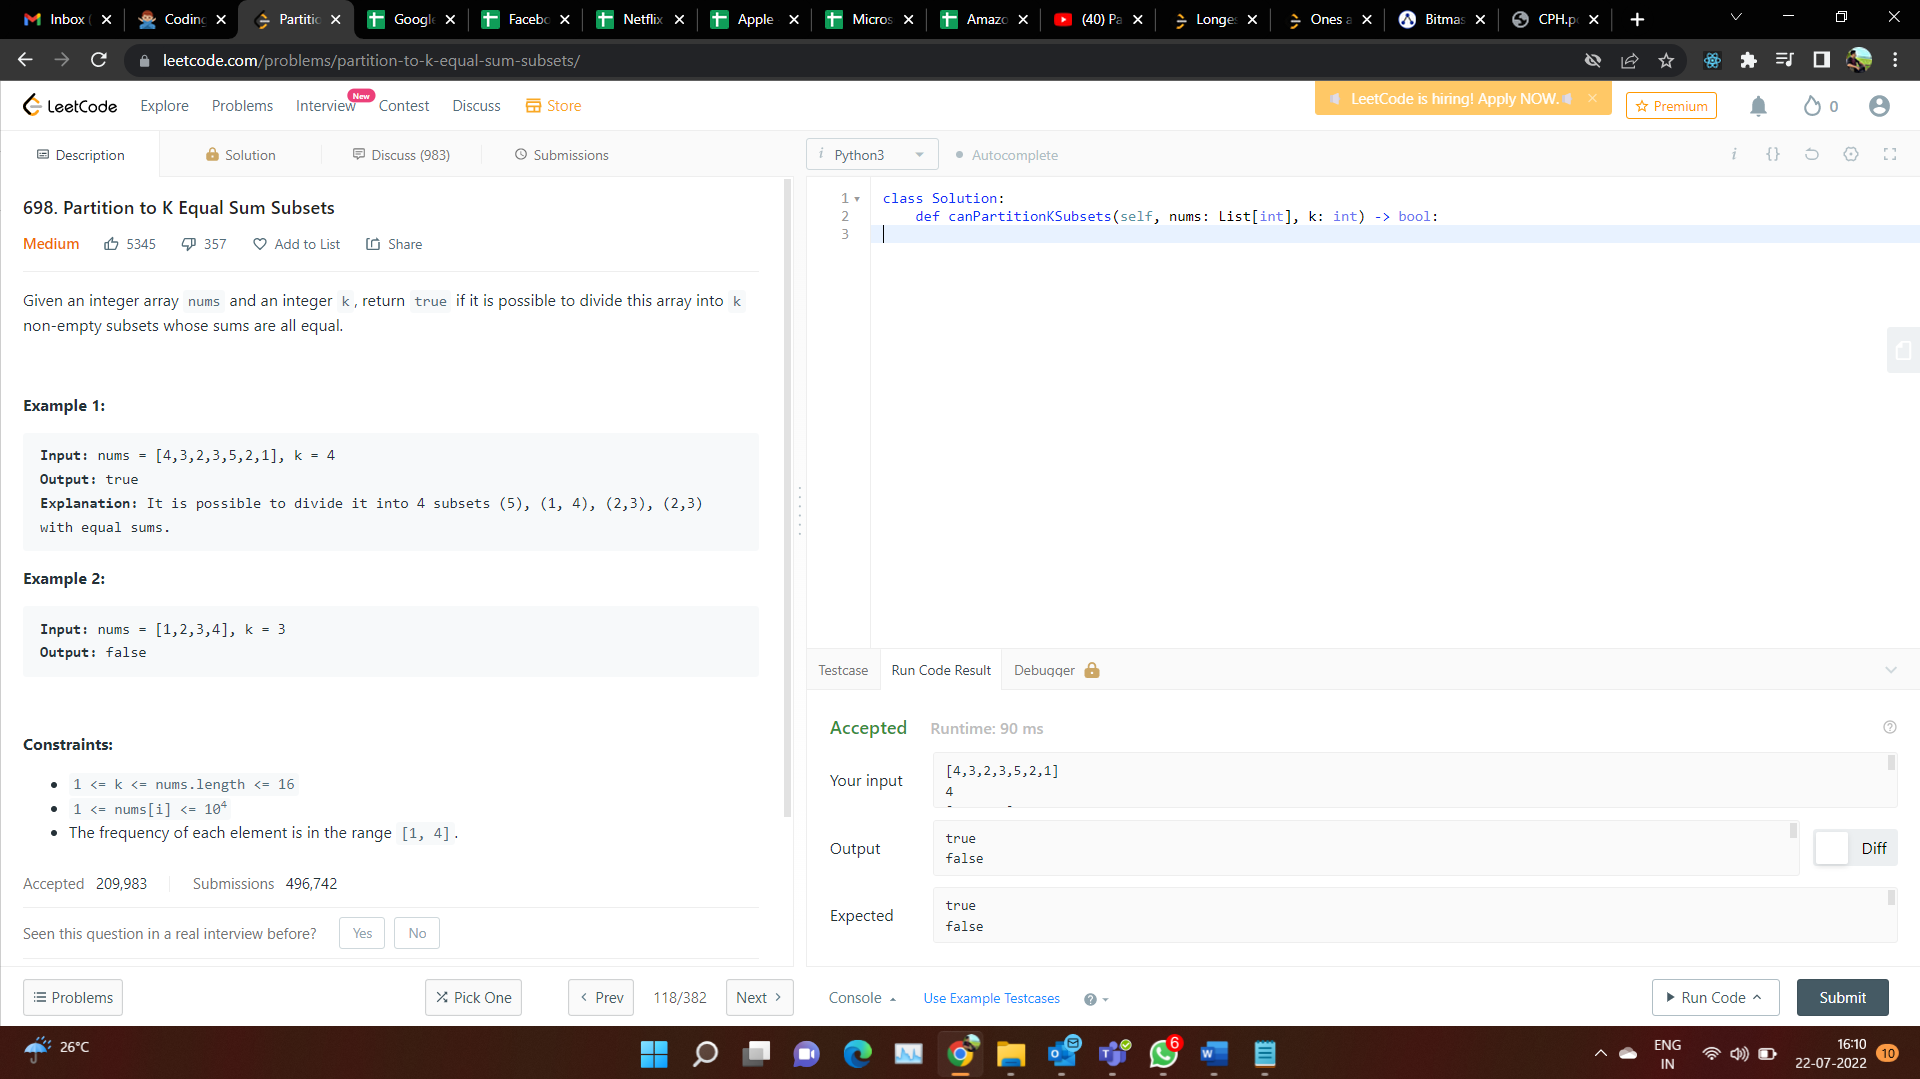 Inbox (
Coding
Partitic
Google
Facebo
Netflix
Apple
Micros
Amazo
(40) Pa
Longes
Ones a
Bitmas
CPH.p
leetcode.com/problems/partition-to-k-equal-sum-subsets/
LeetCode
Explore
Problems
Interview
New
Contest
Discuss
Store
LeetCode is hiring! Apply NOW.
Premium
0
Description
Solution
Discuss (983)
Submissions
i Python3
Autocomplete
i {}
698. Partition to K Equal Sum Subsets
Medium 5345 357 Add to List Share
Given an integer array nums and an integer k, return true if it is possible to divide this array into k
non-empty subsets whose sums are all equal.
Example 1:
Input: nums = [4,3,2,3,5,2,1], k = 4
Output: true
Explanation: It is possible to divide it into 4 subsets (5), (1, 4), (2,3), (2,3)
with equal sums.
Example 2:
Input: nums = [1,2,3,4], k = 3
Output: false
Constraints:
1 <= k <= nums.length <= 16
1 <= nums[i] <= 10⁴
The frequency of each element is in the range [1, 4].
Accepted 209,983 Submissions 496,742
Seen this question in a real interview before? Yes No
Problems
Pick One
Prev
118/382
Next
1 class Solution:
2 def canPartitionKSubsets(self, nums: List[int], k: int) -> bool:
3
Testcase
Run Code Result
Debugger
Accepted Runtime: 90 ms
Your input
[4,3,2,3,5,2,1]
4
Output
true
false
Diff
Expected
true
false
Console
Use Example Testcases
Run Code
Submit
26°C
6
ENG
IN
16:10
22-07-2022
10